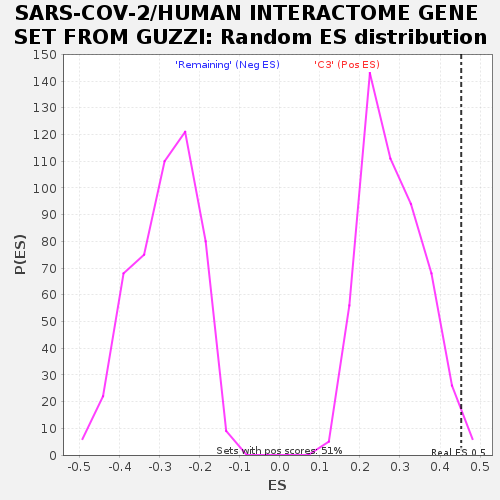 SARS-COV-2/HUMAN INTERACTOME GENE
SET FROM GUZZI: Random ES distribution
'Remaining' (Neg ES)
'C3' (Pos ES)
150
140
130
120
110
100
90
80
70
60
50
40
30
20
10
0
P(ES)
Sets with pos scores: 51%
Real ES 0.5
-0.5 -0.4 -0.3 -0.2 -0.1 0.0 0.1 0.2 0.3 0.4 0.5
ES